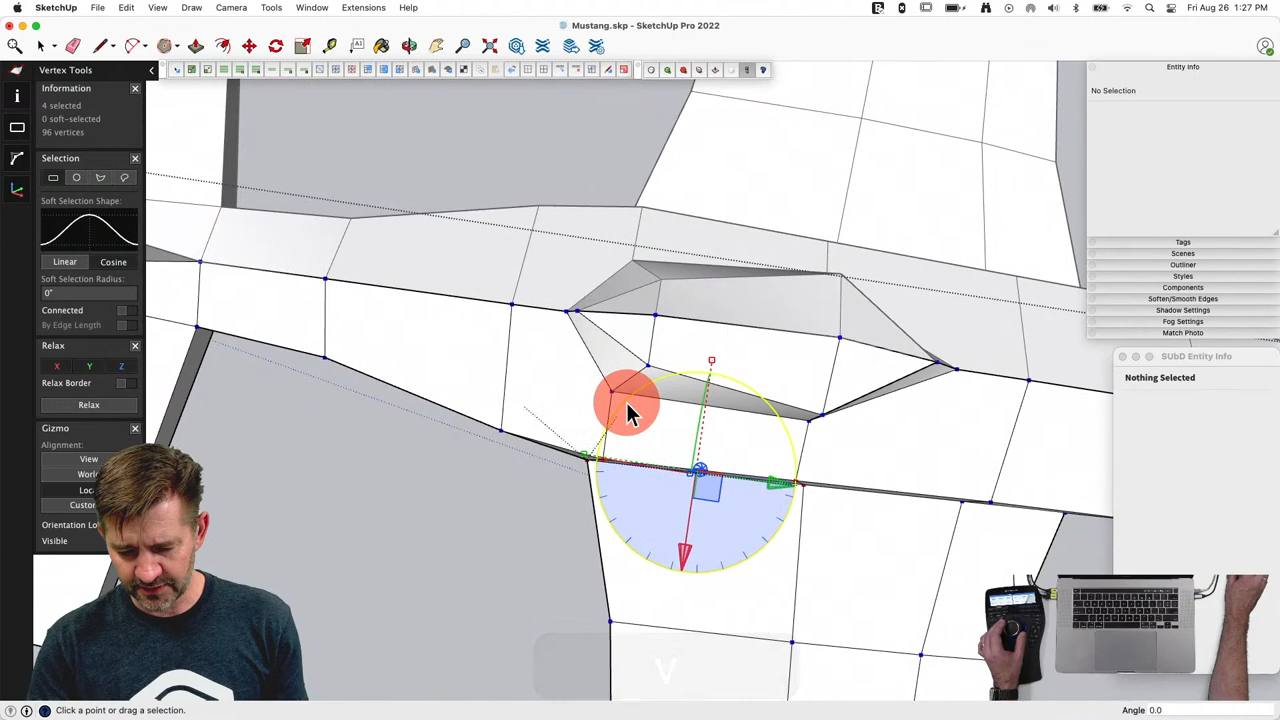 SketchUp File Edit View Draw Camera Tools Window Extensions Help
Fri Aug 26 1:27 PM
Mustang.skp - SketchUp Pro 2022
Vertex Tools
Entity Info
Information
No Selection
4 selected
0 soft-selected
96 vertices
Selection
Soft Selection Shape:
Linear Cosine
Soft Selection Radius:
0"
Connected
By Edge Length
Relax
X Y Z
Relax Border
Relax
Gizmo
Alignment:
View
Orientation
Visible
Tags
Scenes
Outliner
Styles
Components
Soften/Smooth Edges
Shadow Settings
Fog Settings
Match Photo
SUbD Entity Info
Nothing Selected
V
Click a point or drag a selection.
Angle 0.0